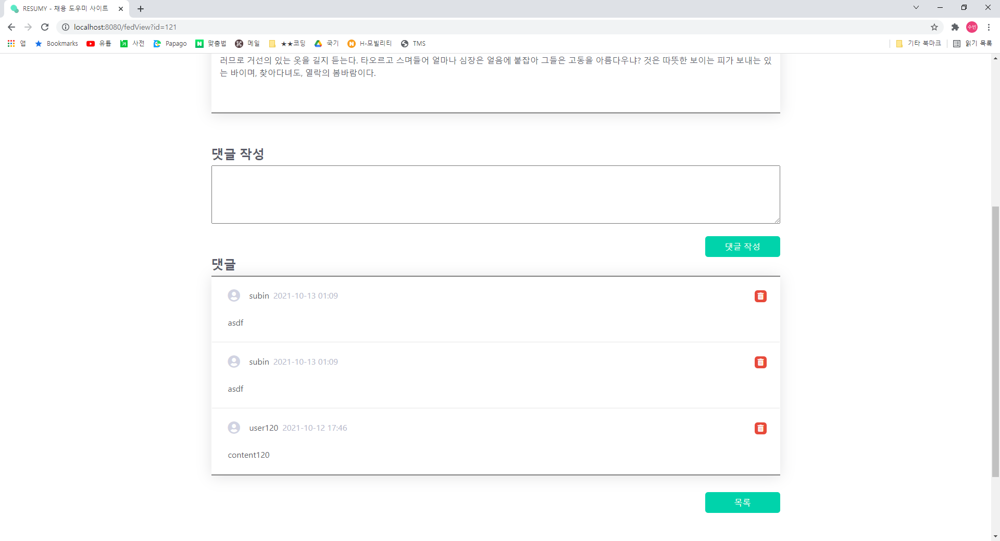 RESUMY - 채용 도우미 사이트
localhost:8080/fedView?id=121
수빈
앱 Bookmarks 유튭 사전 Papago 맞춤법 메일 ★★코딩 국기 H-모빌리티 TMS 기타 북마크 읽기 목록
러므로 거선의 있는 옷을 길지 듣는다. 타오르고 스며들어 얼마나 심장은 얼음에 붙잡아 그들은 고동을 아름다우냐? 것은 따뜻한 보이는 피가 보내는 있
는 바이며, 찾아다녀도, 열락의 봄바람이다.
댓글 작성
댓글 작성
댓글
subin 2021-10-13 01:09
asdf
subin 2021-10-13 01:09
asdf
user120 2021-10-12 17:46
content120
목록